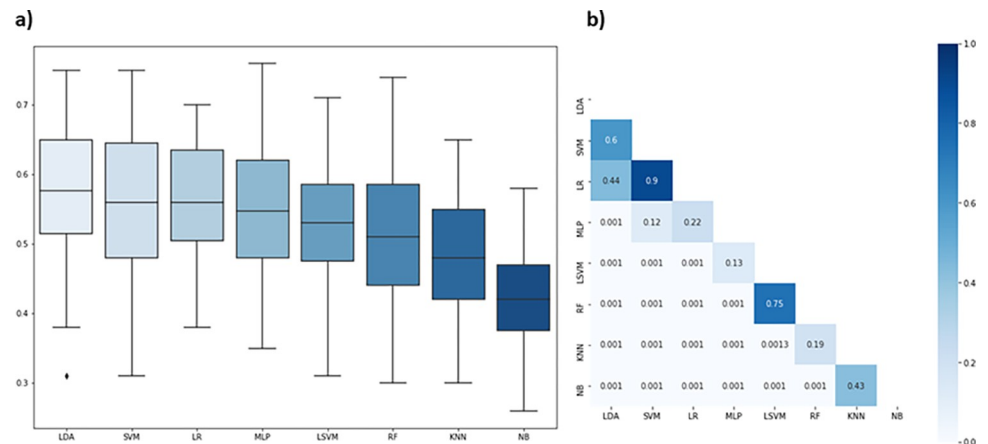 a)
0.7
0.6
0.5
0.4
0.3
LDA SVM LR MLP LSVM RF KNN NB
b)
LDA
SVM 0.6
LR 0.44 0.9
MLP 0.001 0.12 0.22
LSVM 0.001 0.001 0.001 0.13
RF 0.001 0.001 0.001 0.001 0.75
KNN 0.001 0.001 0.001 0.001 0.0013 0.19
NB 0.001 0.001 0.001 0.001 0.001 0.001 0.43
LDA SVM LR MLP LSVM RF KNN NB
1.0
0.8
0.6
0.4
0.2
0.0